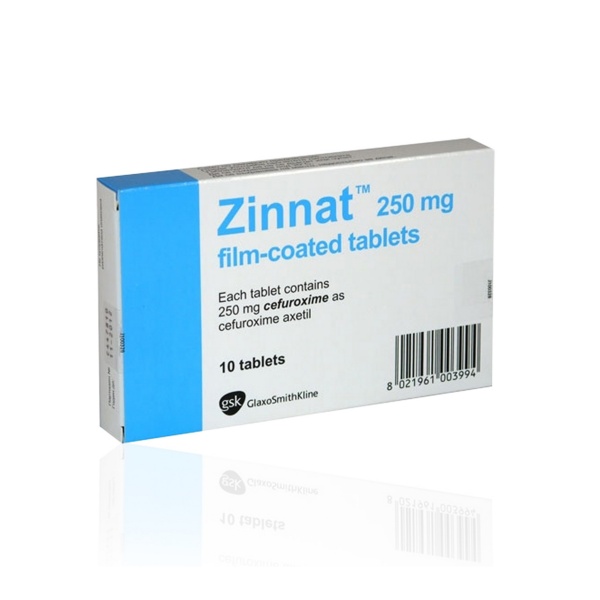 Zinnat™ 250 mg
film-coated tablets
Each tablet contains
250 mg cefuroxime as
cefuroxime axetil
10 tablets
gsk GlaxoSmithKline
8 021961 003994